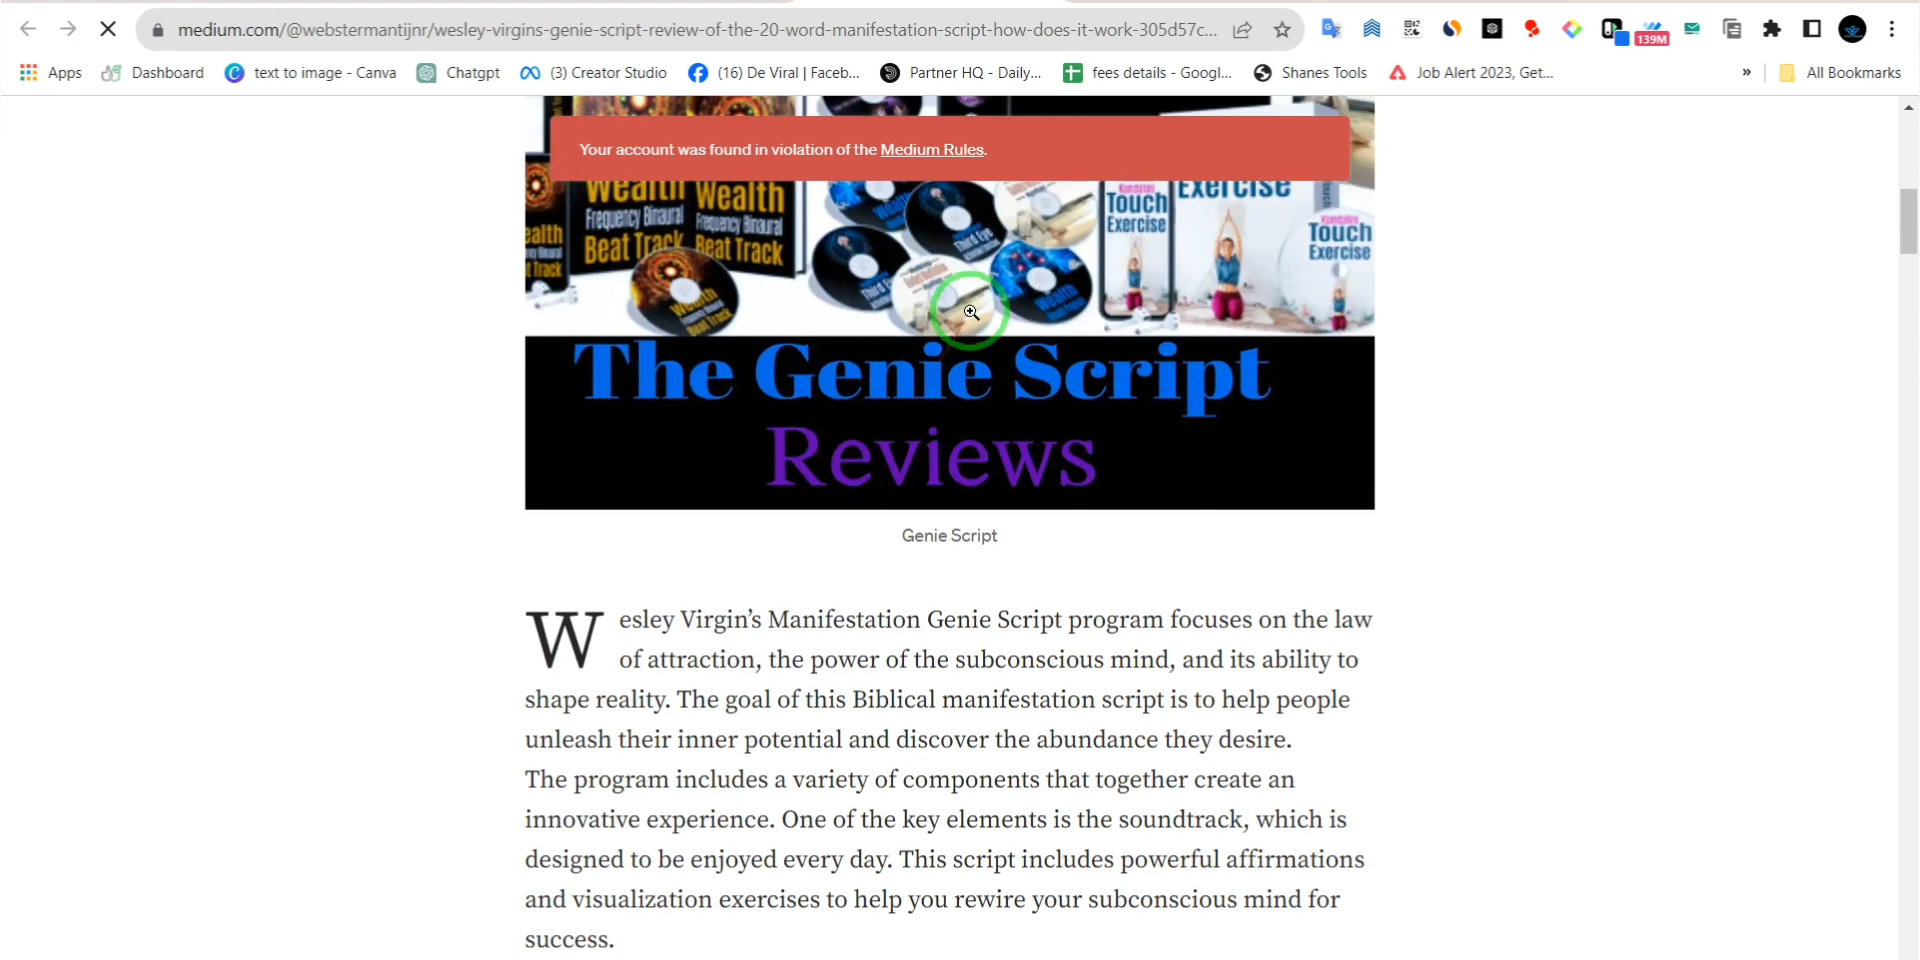 medium.com/@webstermantijnr/wesley-virgins-genie-script-review-of-the-20-word-manifestation-script-how-does-it-work-305d57c...
139M
Apps Dashboard text to image - Canva Chatgpt (3) Creator Studio (16) De Viral | Faceb... Partner HQ - Daily... fees details - Googl... Shanes Tools Job Alert 2023, Get... » All Bookmarks
Your account was found in violation of the Medium Rules.
Wealth Wealth
Frequency Binaural Frequency Binaural
Beat Track Beat Track
Wealth
Third Eye
Wealth
Touch
Exercise
Exercise
Touch
Exercise
The Genie Script
Reviews
Genie Script
Wesley Virgin’s Manifestation Genie Script program focuses on the law
of attraction, the power of the subconscious mind, and its ability to
shape reality. The goal of this Biblical manifestation script is to help people
unleash their inner potential and discover the abundance they desire.
The program includes a variety of components that together create an
innovative experience. One of the key elements is the soundtrack, which is
designed to be enjoyed every day. This script includes powerful affirmations
and visualization exercises to help you rewire your subconscious mind for
success.